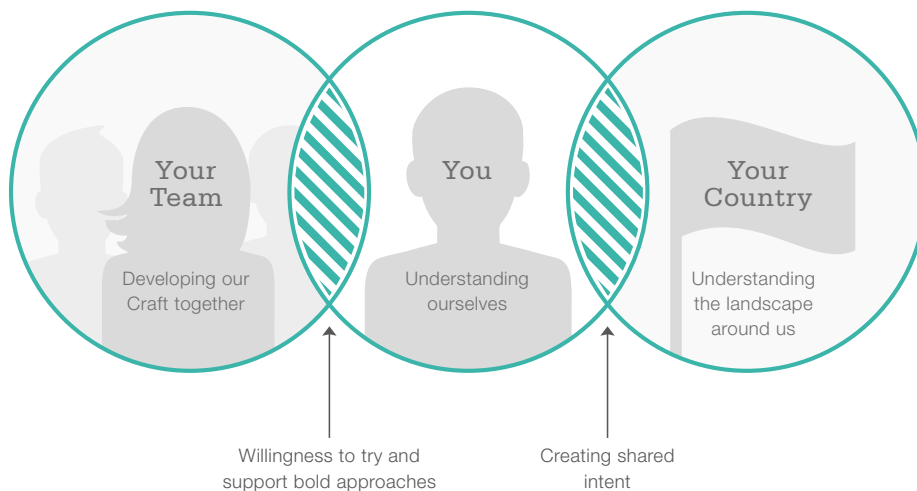 Your
Team
Developing our
Craft together
You
Understanding
ourselves
Your
Country
Understanding
the landscape
around us
Willingness to try and
support bold approaches
Creating shared
intent